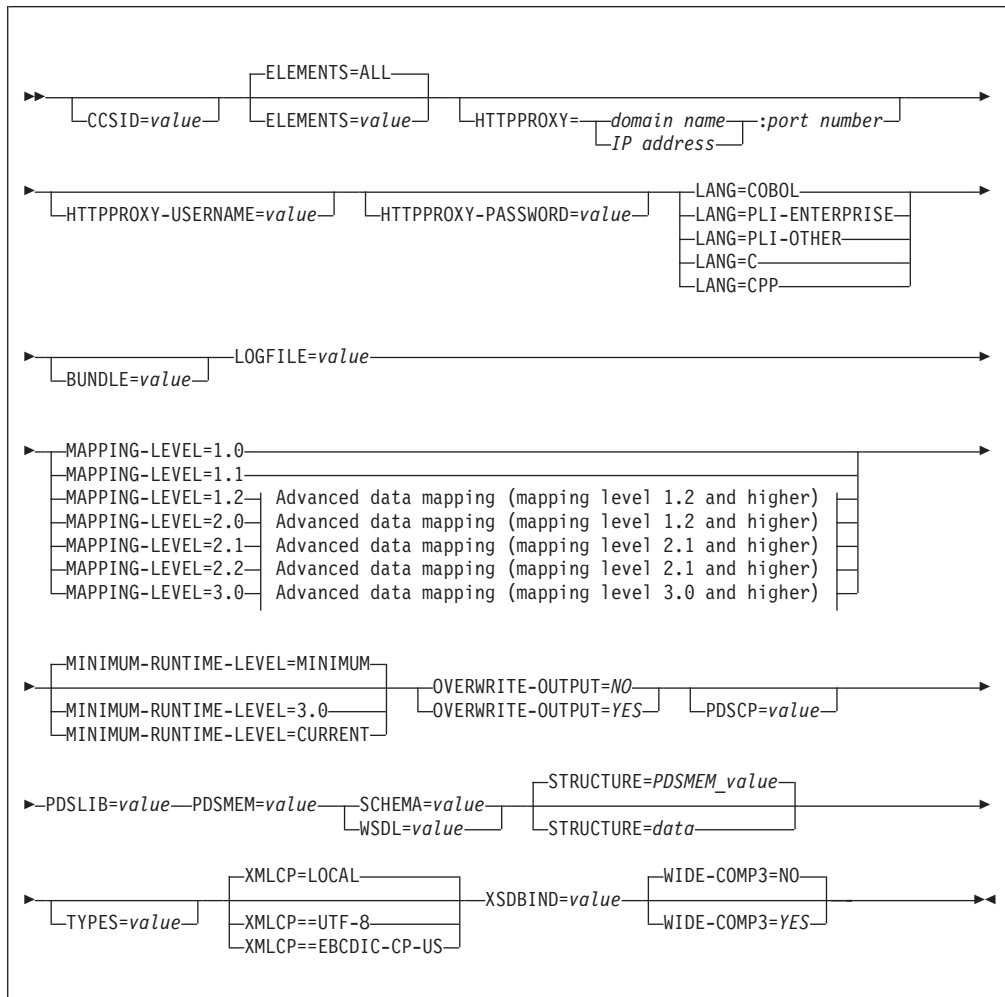 ELEMENTS=ALL
CCSID=value ELEMENTS=value HTTPPROXY= domain name :port number
IP address
LANG=COBOL
HTTPPROXY-USERNAME=value HTTPPROXY-PASSWORD=value LANG=PLI-ENTERPRISE
LANG=PLI-OTHER
LANG=C
LANG=CPP
LOGFILE=value
BUNDLE=value
MAPPING-LEVEL=1.0
MAPPING-LEVEL=1.1
MAPPING-LEVEL=1.2 Advanced data mapping (mapping level 1.2 and higher)
MAPPING-LEVEL=2.0 Advanced data mapping (mapping level 1.2 and higher)
MAPPING-LEVEL=2.1 Advanced data mapping (mapping level 2.1 and higher)
MAPPING-LEVEL=2.2 Advanced data mapping (mapping level 2.1 and higher)
MAPPING-LEVEL=3.0 Advanced data mapping (mapping level 3.0 and higher)
MINIMUM-RUNTIME-LEVEL=MINIMUM
OVERWRITE-OUTPUT=NO
MINIMUM-RUNTIME-LEVEL=3.0 OVERWRITE-OUTPUT=YES PDSCP=value
MINIMUM-RUNTIME-LEVEL=CURRENT
STRUCTURE=PDSMEM_value
PDSLIB=value PDSMEM=value SCHEMA=value
WSDL=value STRUCTURE=data
XMLCP=LOCAL WIDE-COMP3=NO
XSDBIND=value
TYPES=value XMLCP==UTF-8 WIDE-COMP3=YES
XMLCP==EBCDIC-CP-US